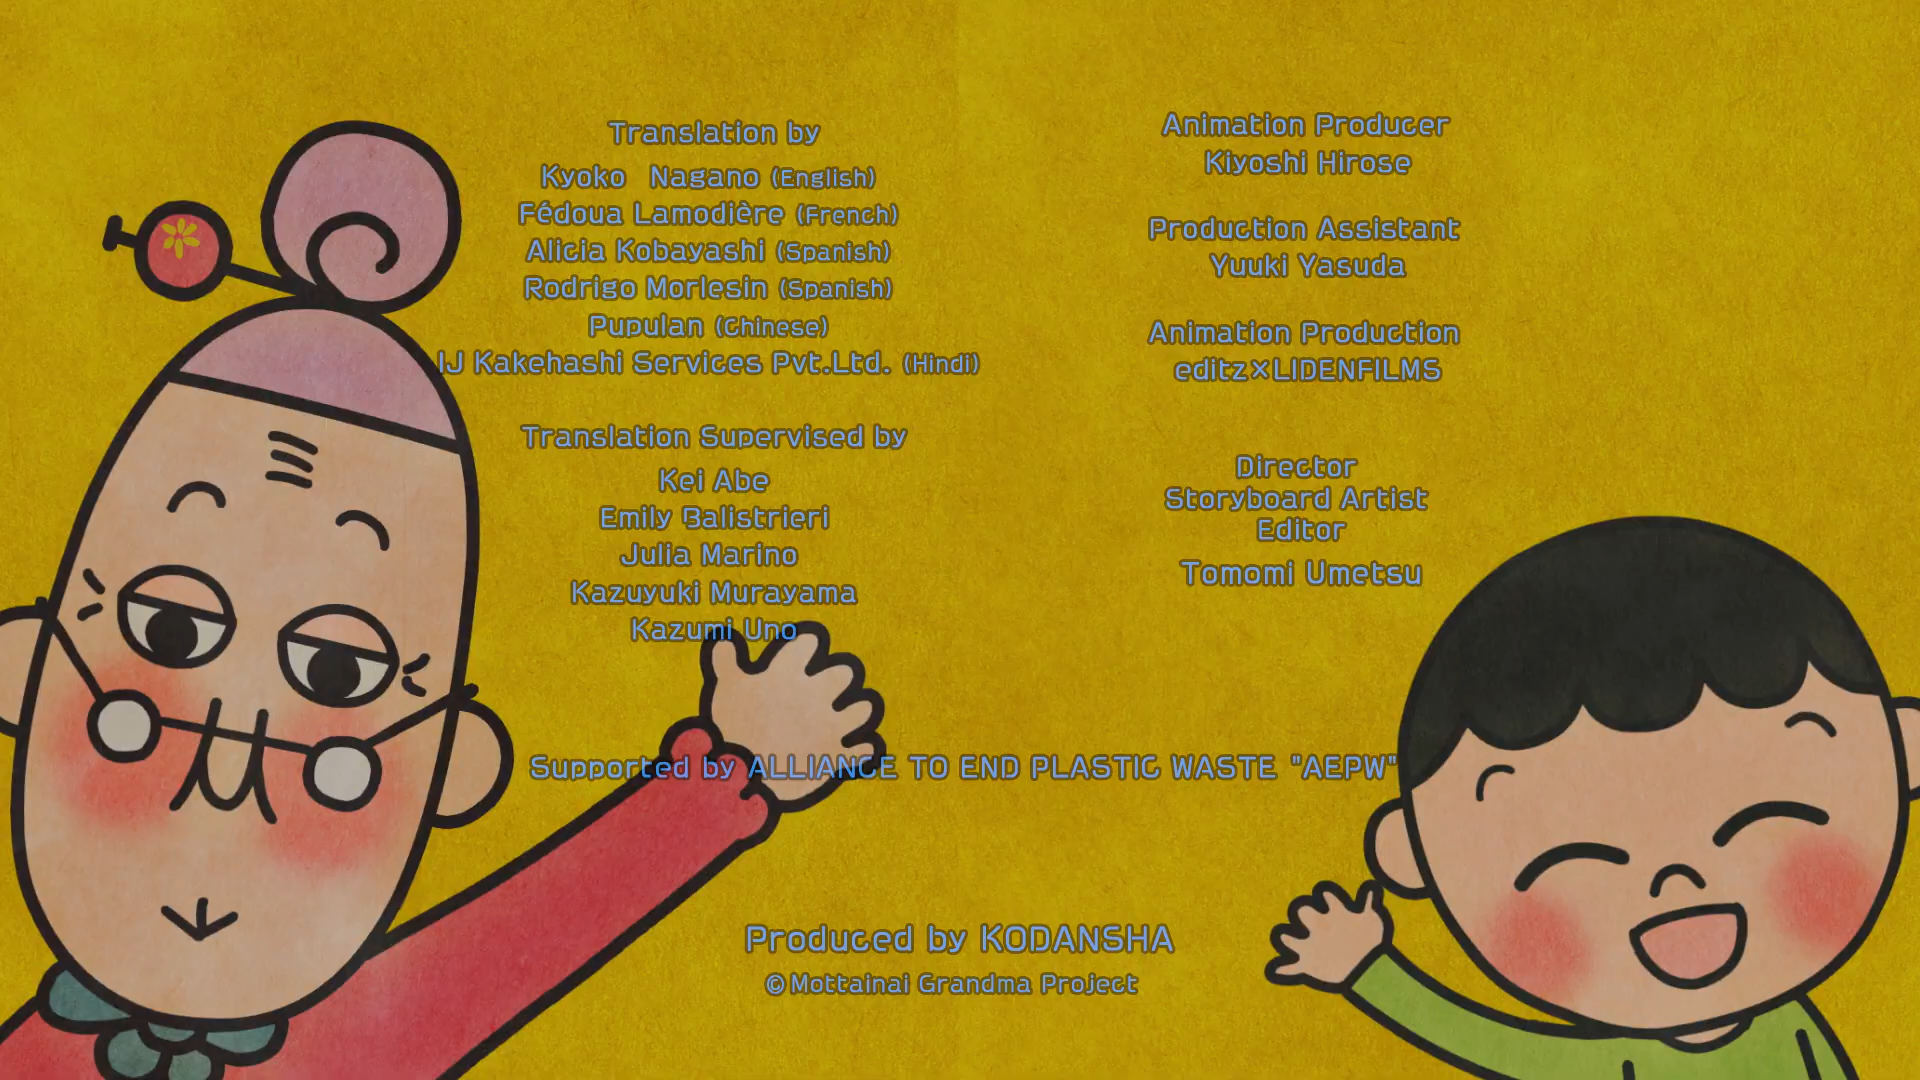 Translation by
Kyoko Nagano (English)
Fédoua Lamodière (French)
Alicia Kobayashi (Spanish)
Rodrigo Morlesin (Spanish)
Pupulan (Chinese)
IJ Kakehashi Services Pvt.Ltd. (Hindi)
Translation Supervised by
Kei Abe
Emily Balistrieri
Julia Marino
Kazuyuki Murayama
Kazumi Uno
Animation Producer
Kiyoshi Hirose
Production Assistant
Yuuki Yasuda
Animation Production
editz×LIDENFILMS
Director
Storyboard Artist
Editor
Tomomi Umetsu
Supported by ALLIANCE TO END PLASTIC WASTE "AEPW"
Produced by KODANSHA
©Mottainai Grandma Project